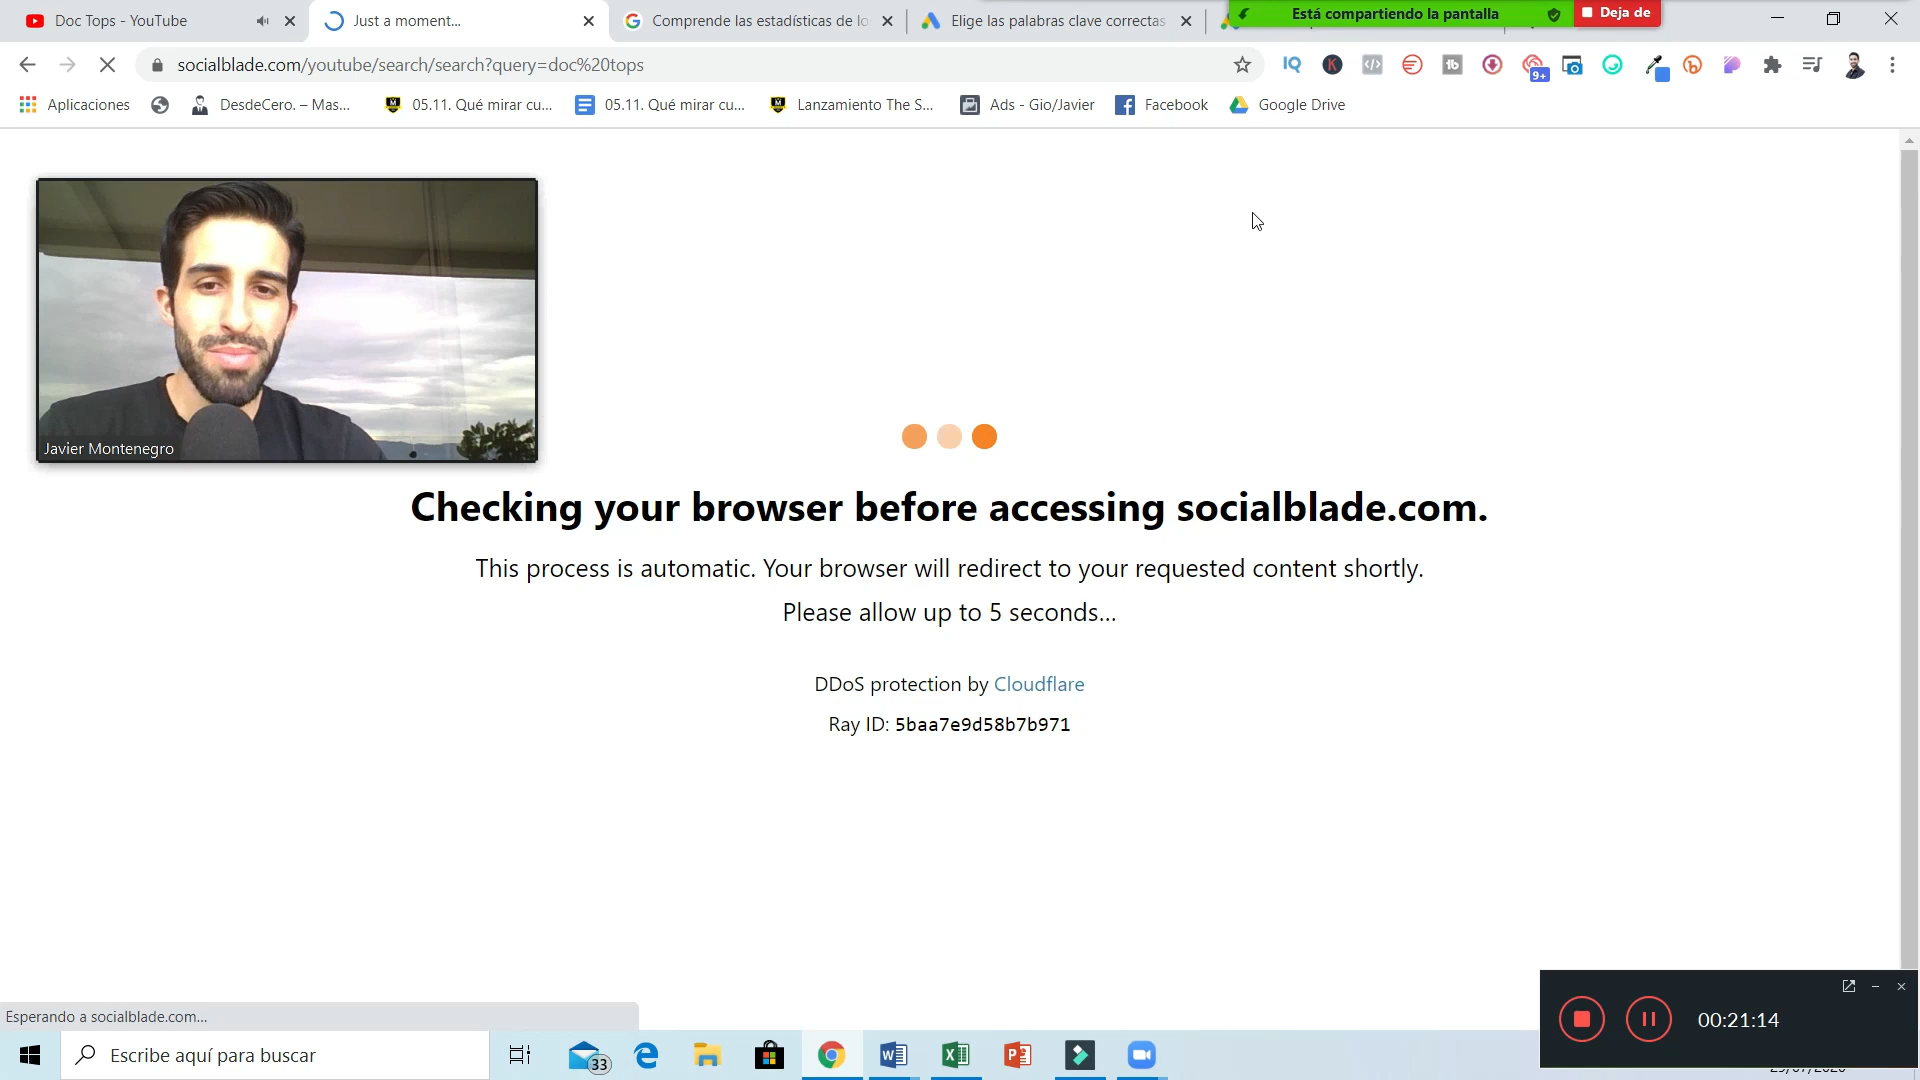 Doc Tops - YouTube
Just a moment...
Comprende las estadísticas de lo
Elige las palabras clave correctas
Está compartiendo la pantalla
Deja de
socialblade.com/youtube/search/search?query=doc%20tops
IQ
K
1b
9+
Aplicaciones
DesdeCero. – Mas...
05.11. Qué mirar cu...
05.11. Qué mirar cu...
Lanzamiento The S...
Ads - Gio/Javier
Facebook
Google Drive
Javier Montenegro
Checking your browser before accessing socialblade.com.
This process is automatic. Your browser will redirect to your requested content shortly.
Please allow up to 5 seconds...
DDoS protection by Cloudflare
Ray ID: 5baa7e9d58b7b971
Esperando a socialblade.com...
00:21:14
Escribe aquí para buscar
33